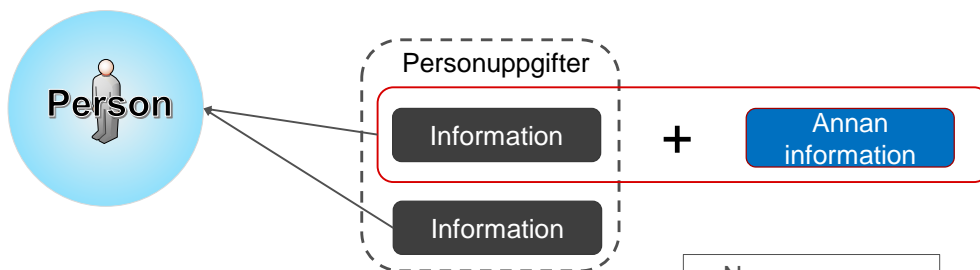 Personuppgifter
Person
Information
+
Annan
information
Information